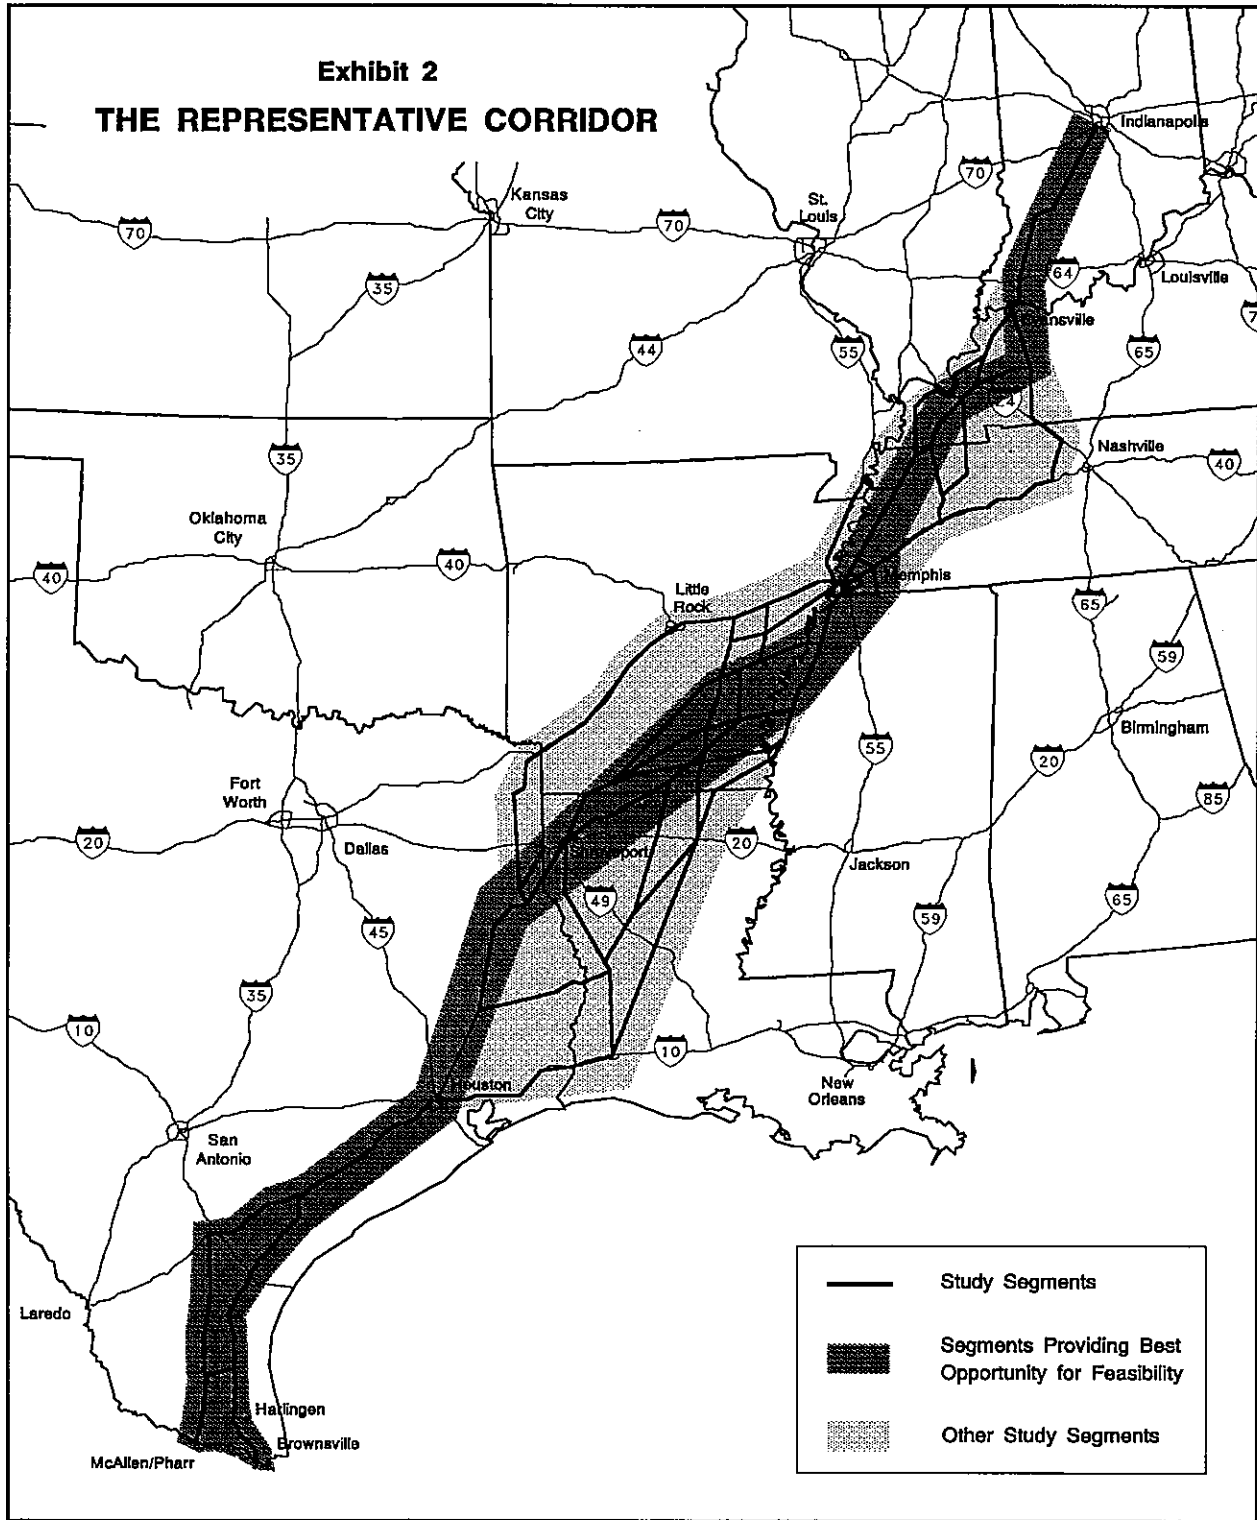 Exhibit 2
THE REPRESENTATIVE CORRIDOR
Indianapolis
70
Kansas
City
St.
Louis
70
70
64
Louisville
35
Evansville
44
55
65
24
35
Nashville
40
Oklahoma
City
40
40
Little
Rock
Memphis
65
59
Birmingham
55
20
Fort
Worth
85
20
Dallas
Shreveport
20
Jackson
49
65
59
45
35
10
10
Houston
New
Orleans
San
Antonio
Laredo
Study Segments
Segments Providing Best
Opportunity for Feasibility
Harlingen
Brownsville
Other Study Segments
McAllen/Pharr